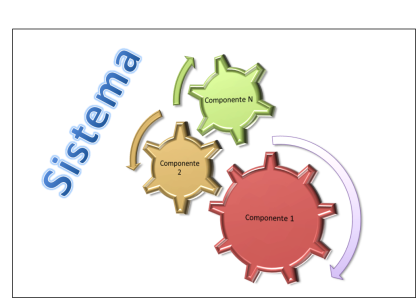 Sistema
Componente N
Componente
2
Componente 1